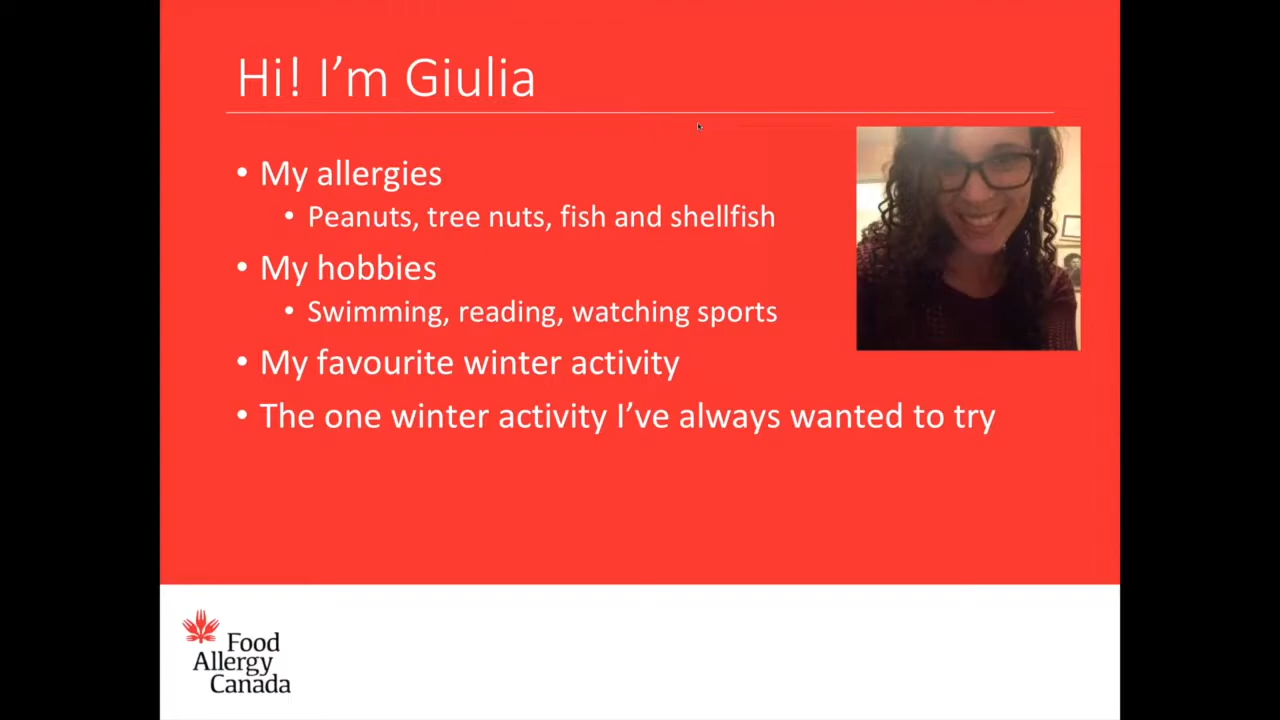 Hi! I’m Giulia
• My allergies
• Peanuts, tree nuts, fish and shellfish
• My hobbies
• Swimming, reading, watching sports
• My favourite winter activity
• The one winter activity I’ve always wanted to try
Food
Allergy
Canada